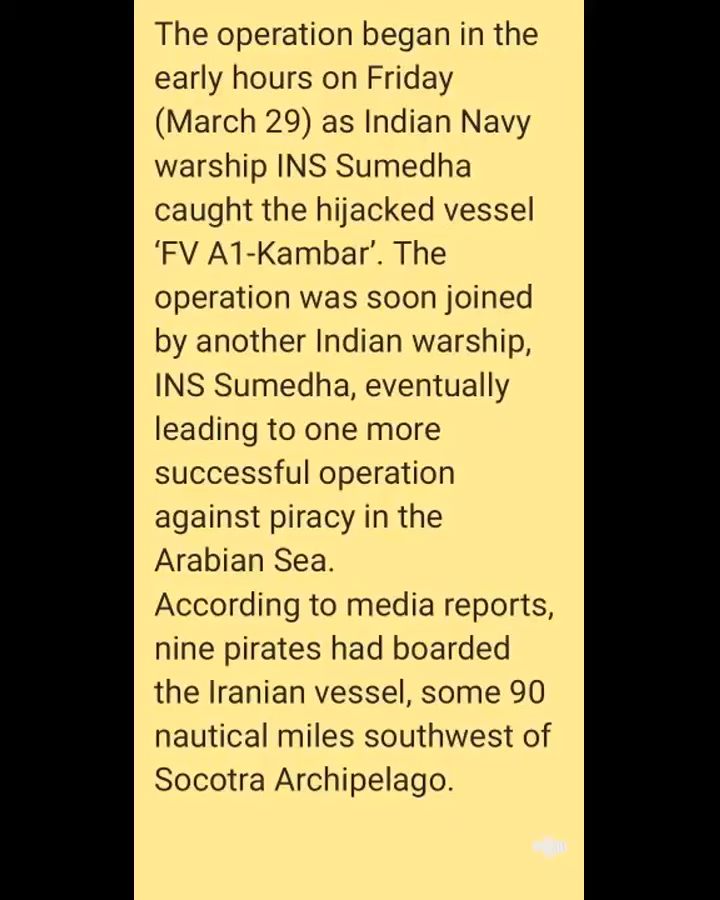 The operation began in the
early hours on Friday
(March 29) as Indian Navy
warship INS Sumedha
caught the hijacked vessel
‘FV A1-Kambar’. The
operation was soon joined
by another Indian warship,
INS Sumedha, eventually
leading to one more
successful operation
against piracy in the
Arabian Sea.
According to media reports,
nine pirates had boarded
the Iranian vessel, some 90
nautical miles southwest of
Socotra Archipelago.